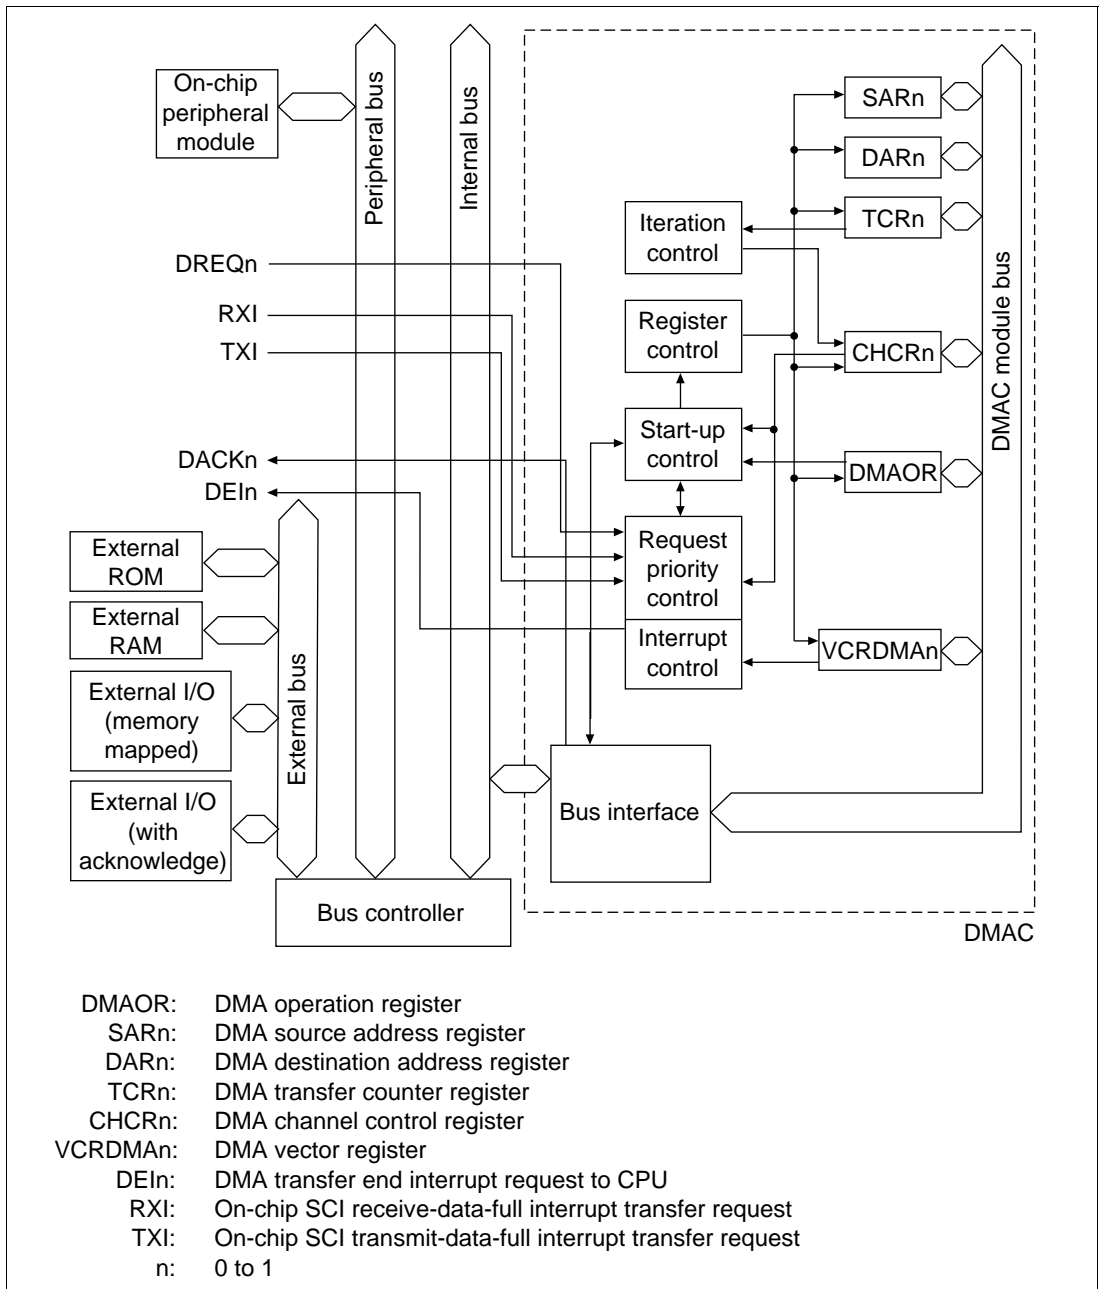 On-chip
peripheral
module
Peripheral bus
Internal bus
SARn
DARn
TCRn
Iteration
control
DREQn
RXI
TXI
Register
control
CHCRn
DMAC module bus
Start-up
control
DACKn
DEIn
DMAOR
External
ROM
Request
priority
control
External
RAM
Interrupt
control
VCRDMAn
External I/O
(memory
mapped)
External bus
External I/O
(with
acknowledge)
Bus interface
Bus controller
DMAC
DMAOR: DMA operation register
SARn: DMA source address register
DARn: DMA destination address register
TCRn: DMA transfer counter register
CHCRn: DMA channel control register
VCRDMAn: DMA vector register
DEIn: DMA transfer end interrupt request to CPU
RXI: On-chip SCI receive-data-full interrupt transfer request
TXI: On-chip SCI transmit-data-full interrupt transfer request
n: 0 to 1